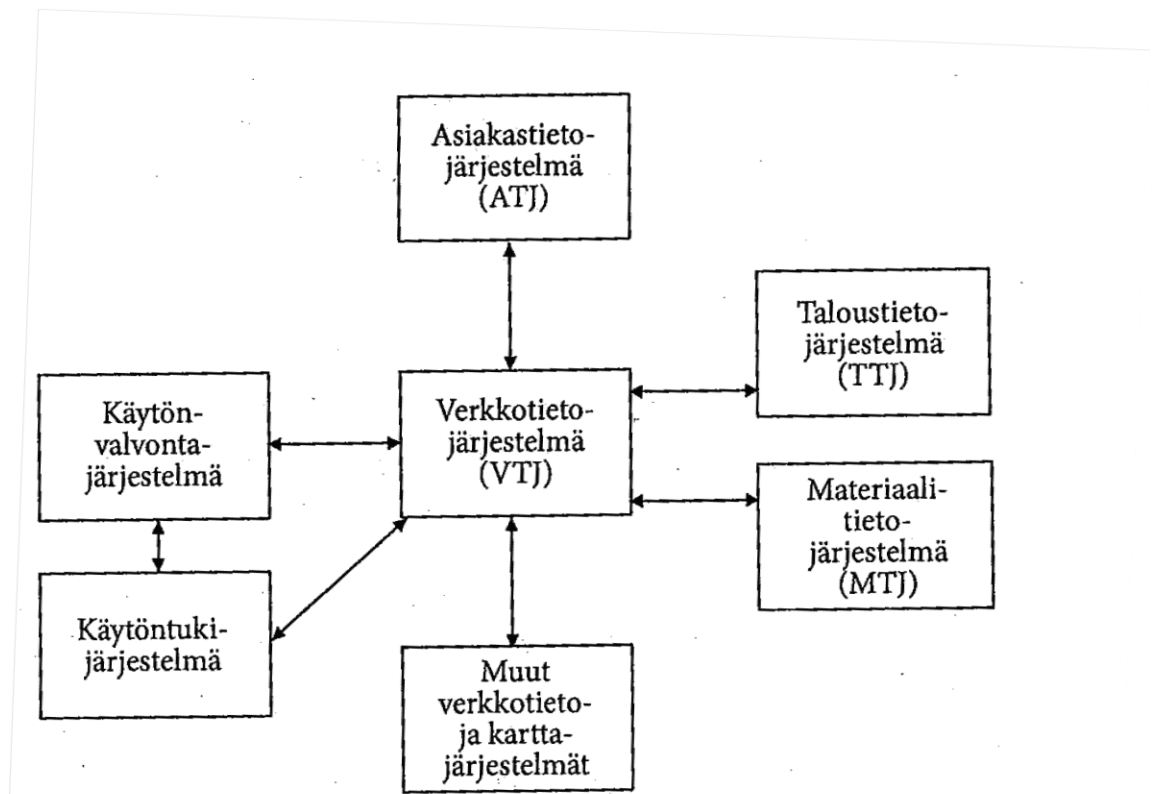 Asiakastieto-
järjestelmä
(ATJ)
Taloustieto-
järjestelmä
(TTJ)
Käytön-
valvonta-
järjestelmä
Verkkotieto-
järjestelmä
(VTJ)
Materiaali-
tieto-
järjestelmä
(MTJ)
Käytöntuki-
järjestelmä
Muut
verkkotieto-
ja kartta-
järjestelmät